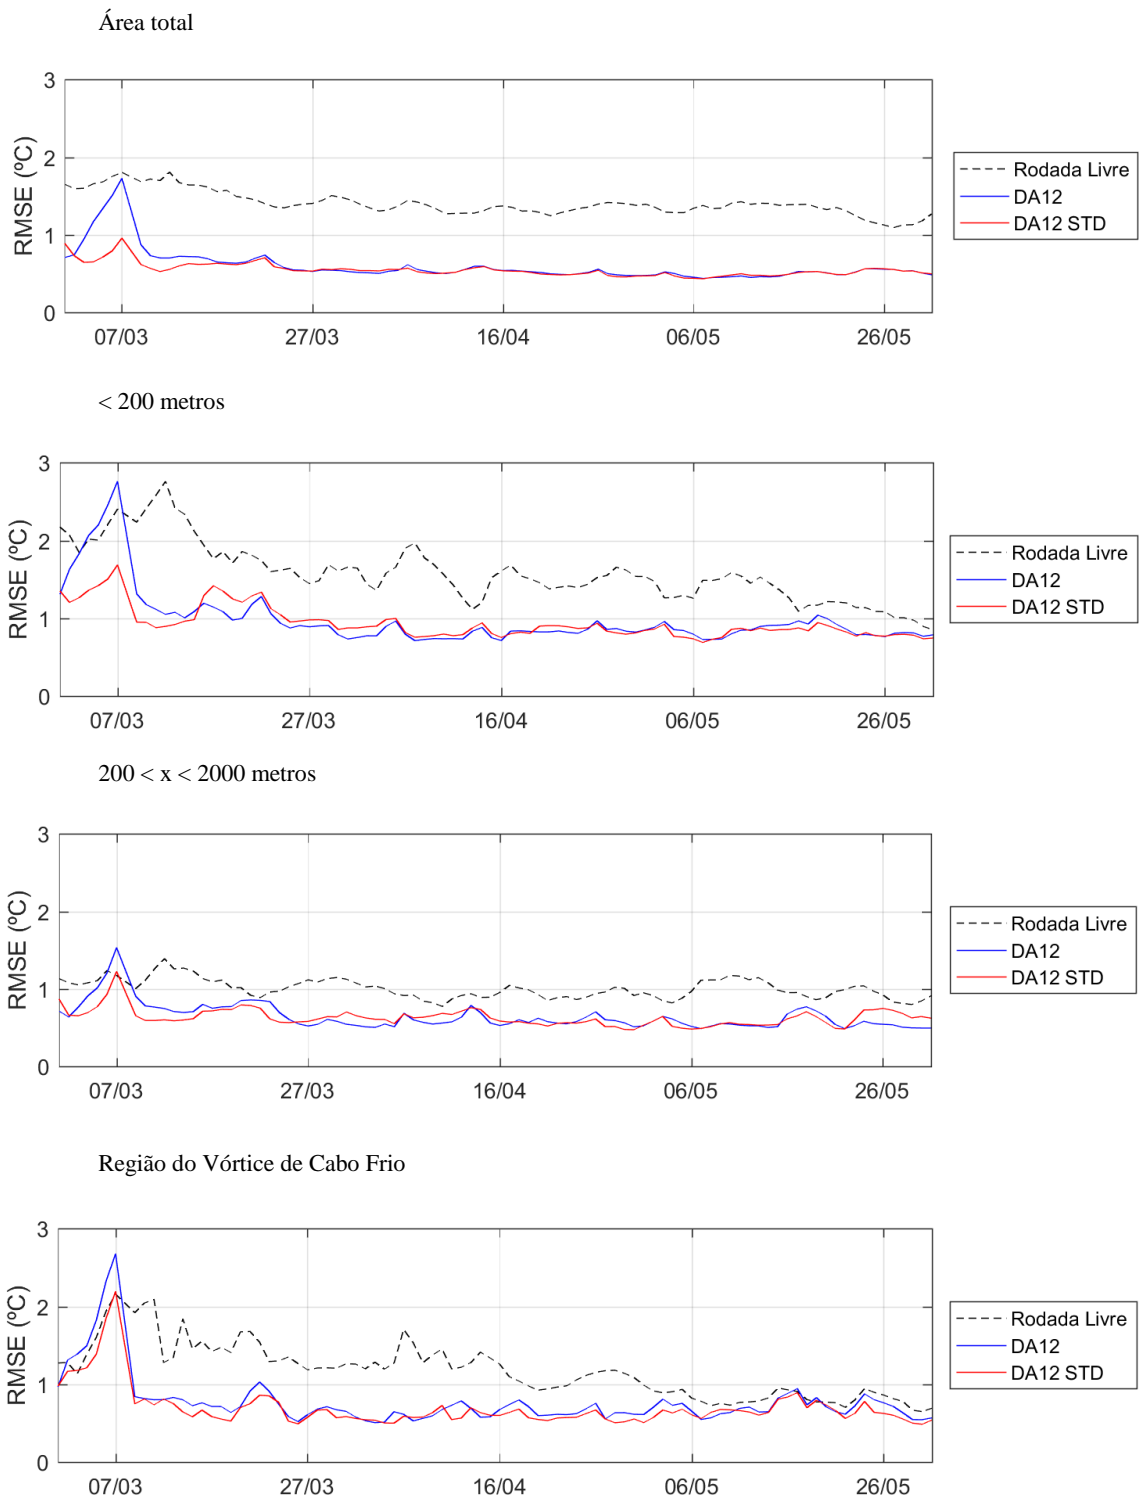 Área total
3
2
1
0
RMSE (ºC)
07/03
27/03
16/04
06/05
26/05
Rodada Livre
DA12
DA12 STD
< 200 metros
3
2
1
0
RMSE (ºC)
07/03
27/03
16/04
06/05
26/05
Rodada Livre
DA12
DA12 STD
200 < x < 2000 metros
3
2
1
0
RMSE (ºC)
07/03
27/03
16/04
06/05
26/05
Rodada Livre
DA12
DA12 STD
Região do Vórtice de Cabo Frio
3
2
1
0
RMSE (ºC)
07/03
27/03
16/04
06/05
26/05
Rodada Livre
DA12
DA12 STD